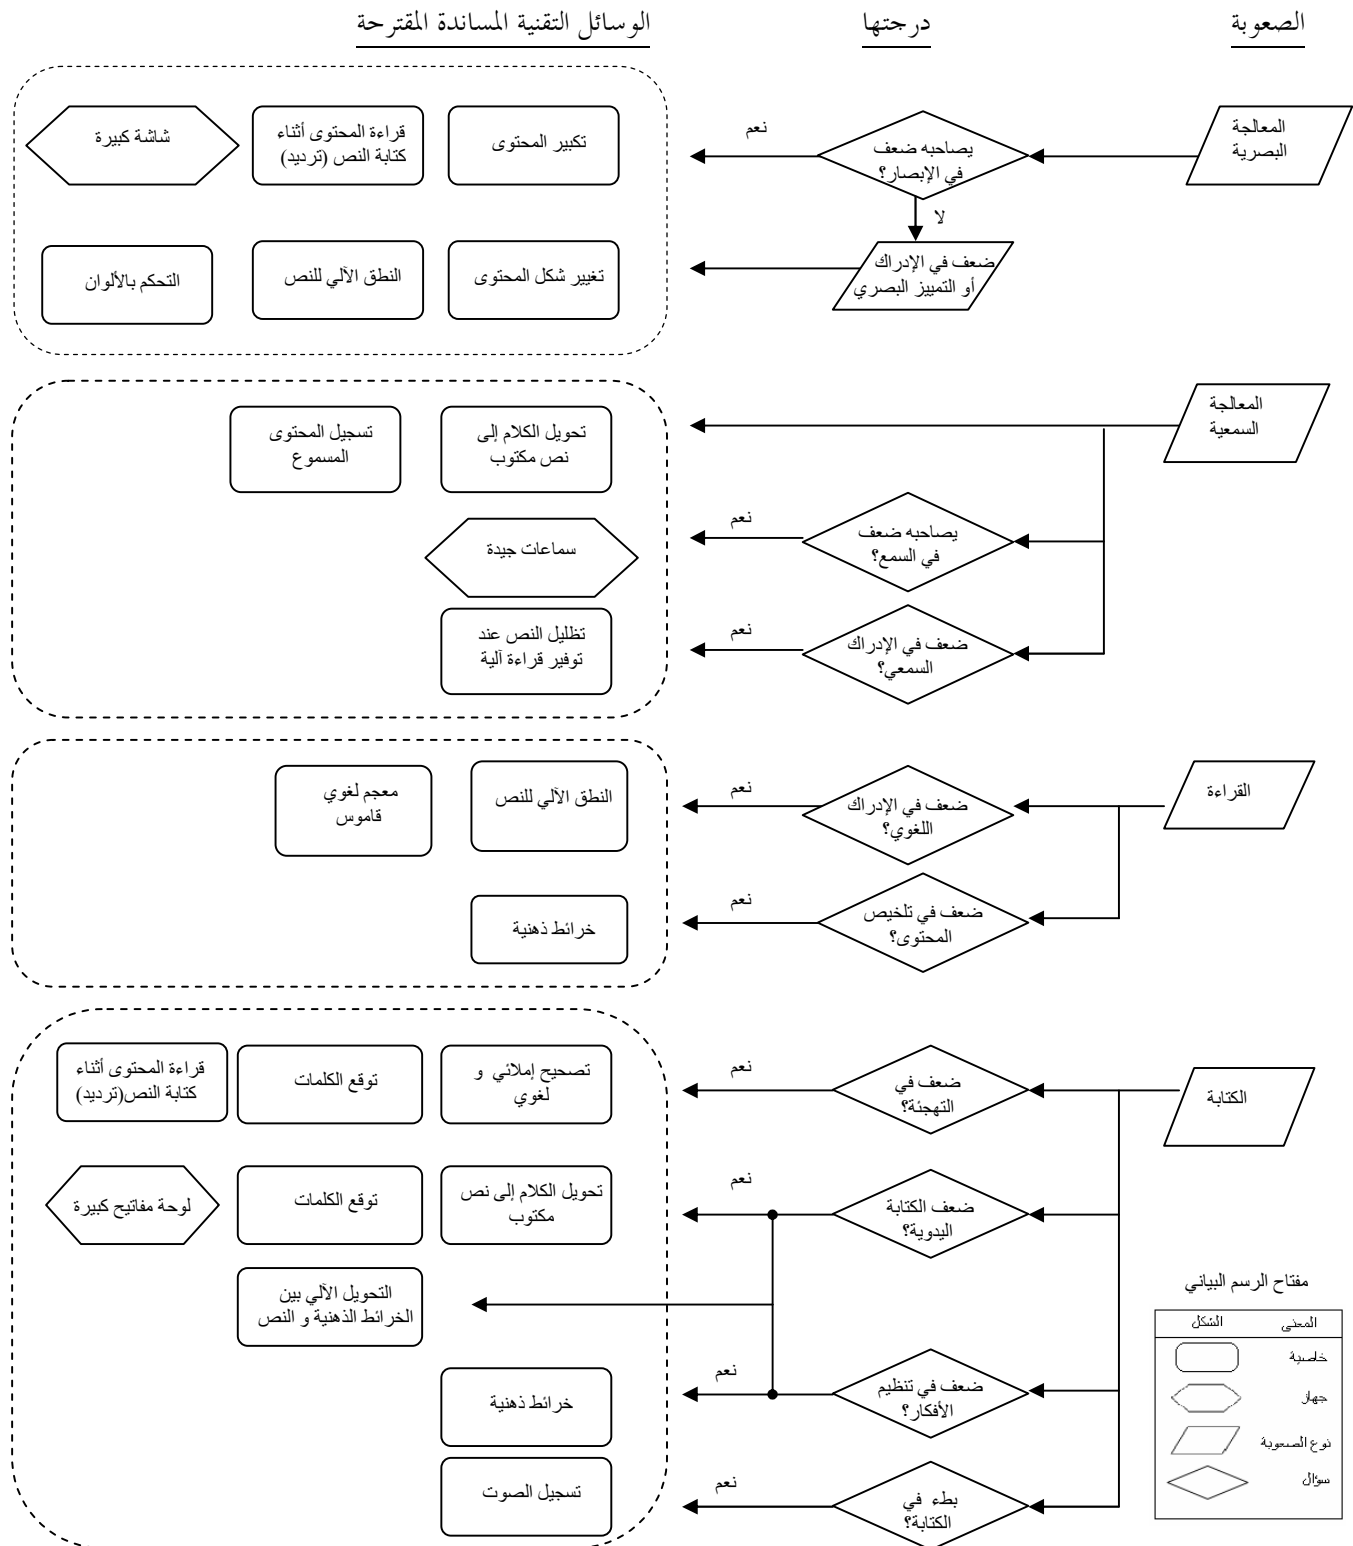 الصعوبة
درجتها
الوسائل التقنية المساندة المقترحة
المعالجة
البصرية
يصاحبه ضعف
في الإبصار؟
نعم
لا
ضعف في الإدراك
أو التمييز البصري
تكبير المحتوى
قراءة المحتوى أثناء
كتابة النص (ترديد)
شاشة كبيرة
تغيير شكل المحتوى
النطق الآلي للنص
التحكم بالألوان
المعالجة
السمعية
تحويل الكلام إلى
نص مكتوب
تسجيل المحتوى
المسموع
يصاحبه ضعف
في السمع؟
نعم
سماعات جيدة
ضعف في الإدراك
السمعي؟
نعم
تظليل النص عند
توفير قراءة آلية
القراءة
ضعف في الإدراك
اللغوي؟
نعم
النطق الآلي للنص
معجم لغوي
قاموس
ضعف في تلخيص
المحتوى؟
نعم
خرائط ذهنية
الكتابة
ضعف في
التهجئة؟
نعم
تصحيح إملائي و
لغوي
توقع الكلمات
قراءة المحتوى أثناء
كتابة النص(ترديد)
ضعف الكتابة
اليدوية؟
نعم
تحويل الكلام إلى نص
مكتوب
توقع الكلمات
لوحة مفاتيح كبيرة
التحويل الآلي بين
الخرائط الذهنية و النص
ضعف في تنظيم
الأفكار؟
نعم
خرائط ذهنية
بطء في
الكتابة؟
نعم
تسجيل الصوت
مفتاح الرسم البياني
المعنى الشكل
خاصية
جهاز
نوع الصعوبة
سؤال